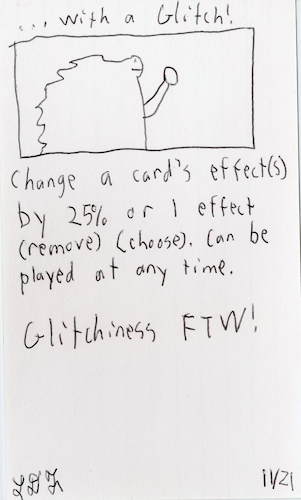 ...with a Glitch!
Change a card's effect(s)
by 25% or 1 effect
(remove) (choose). Can be
played at any time.
Glitchiness FTW!
11/21